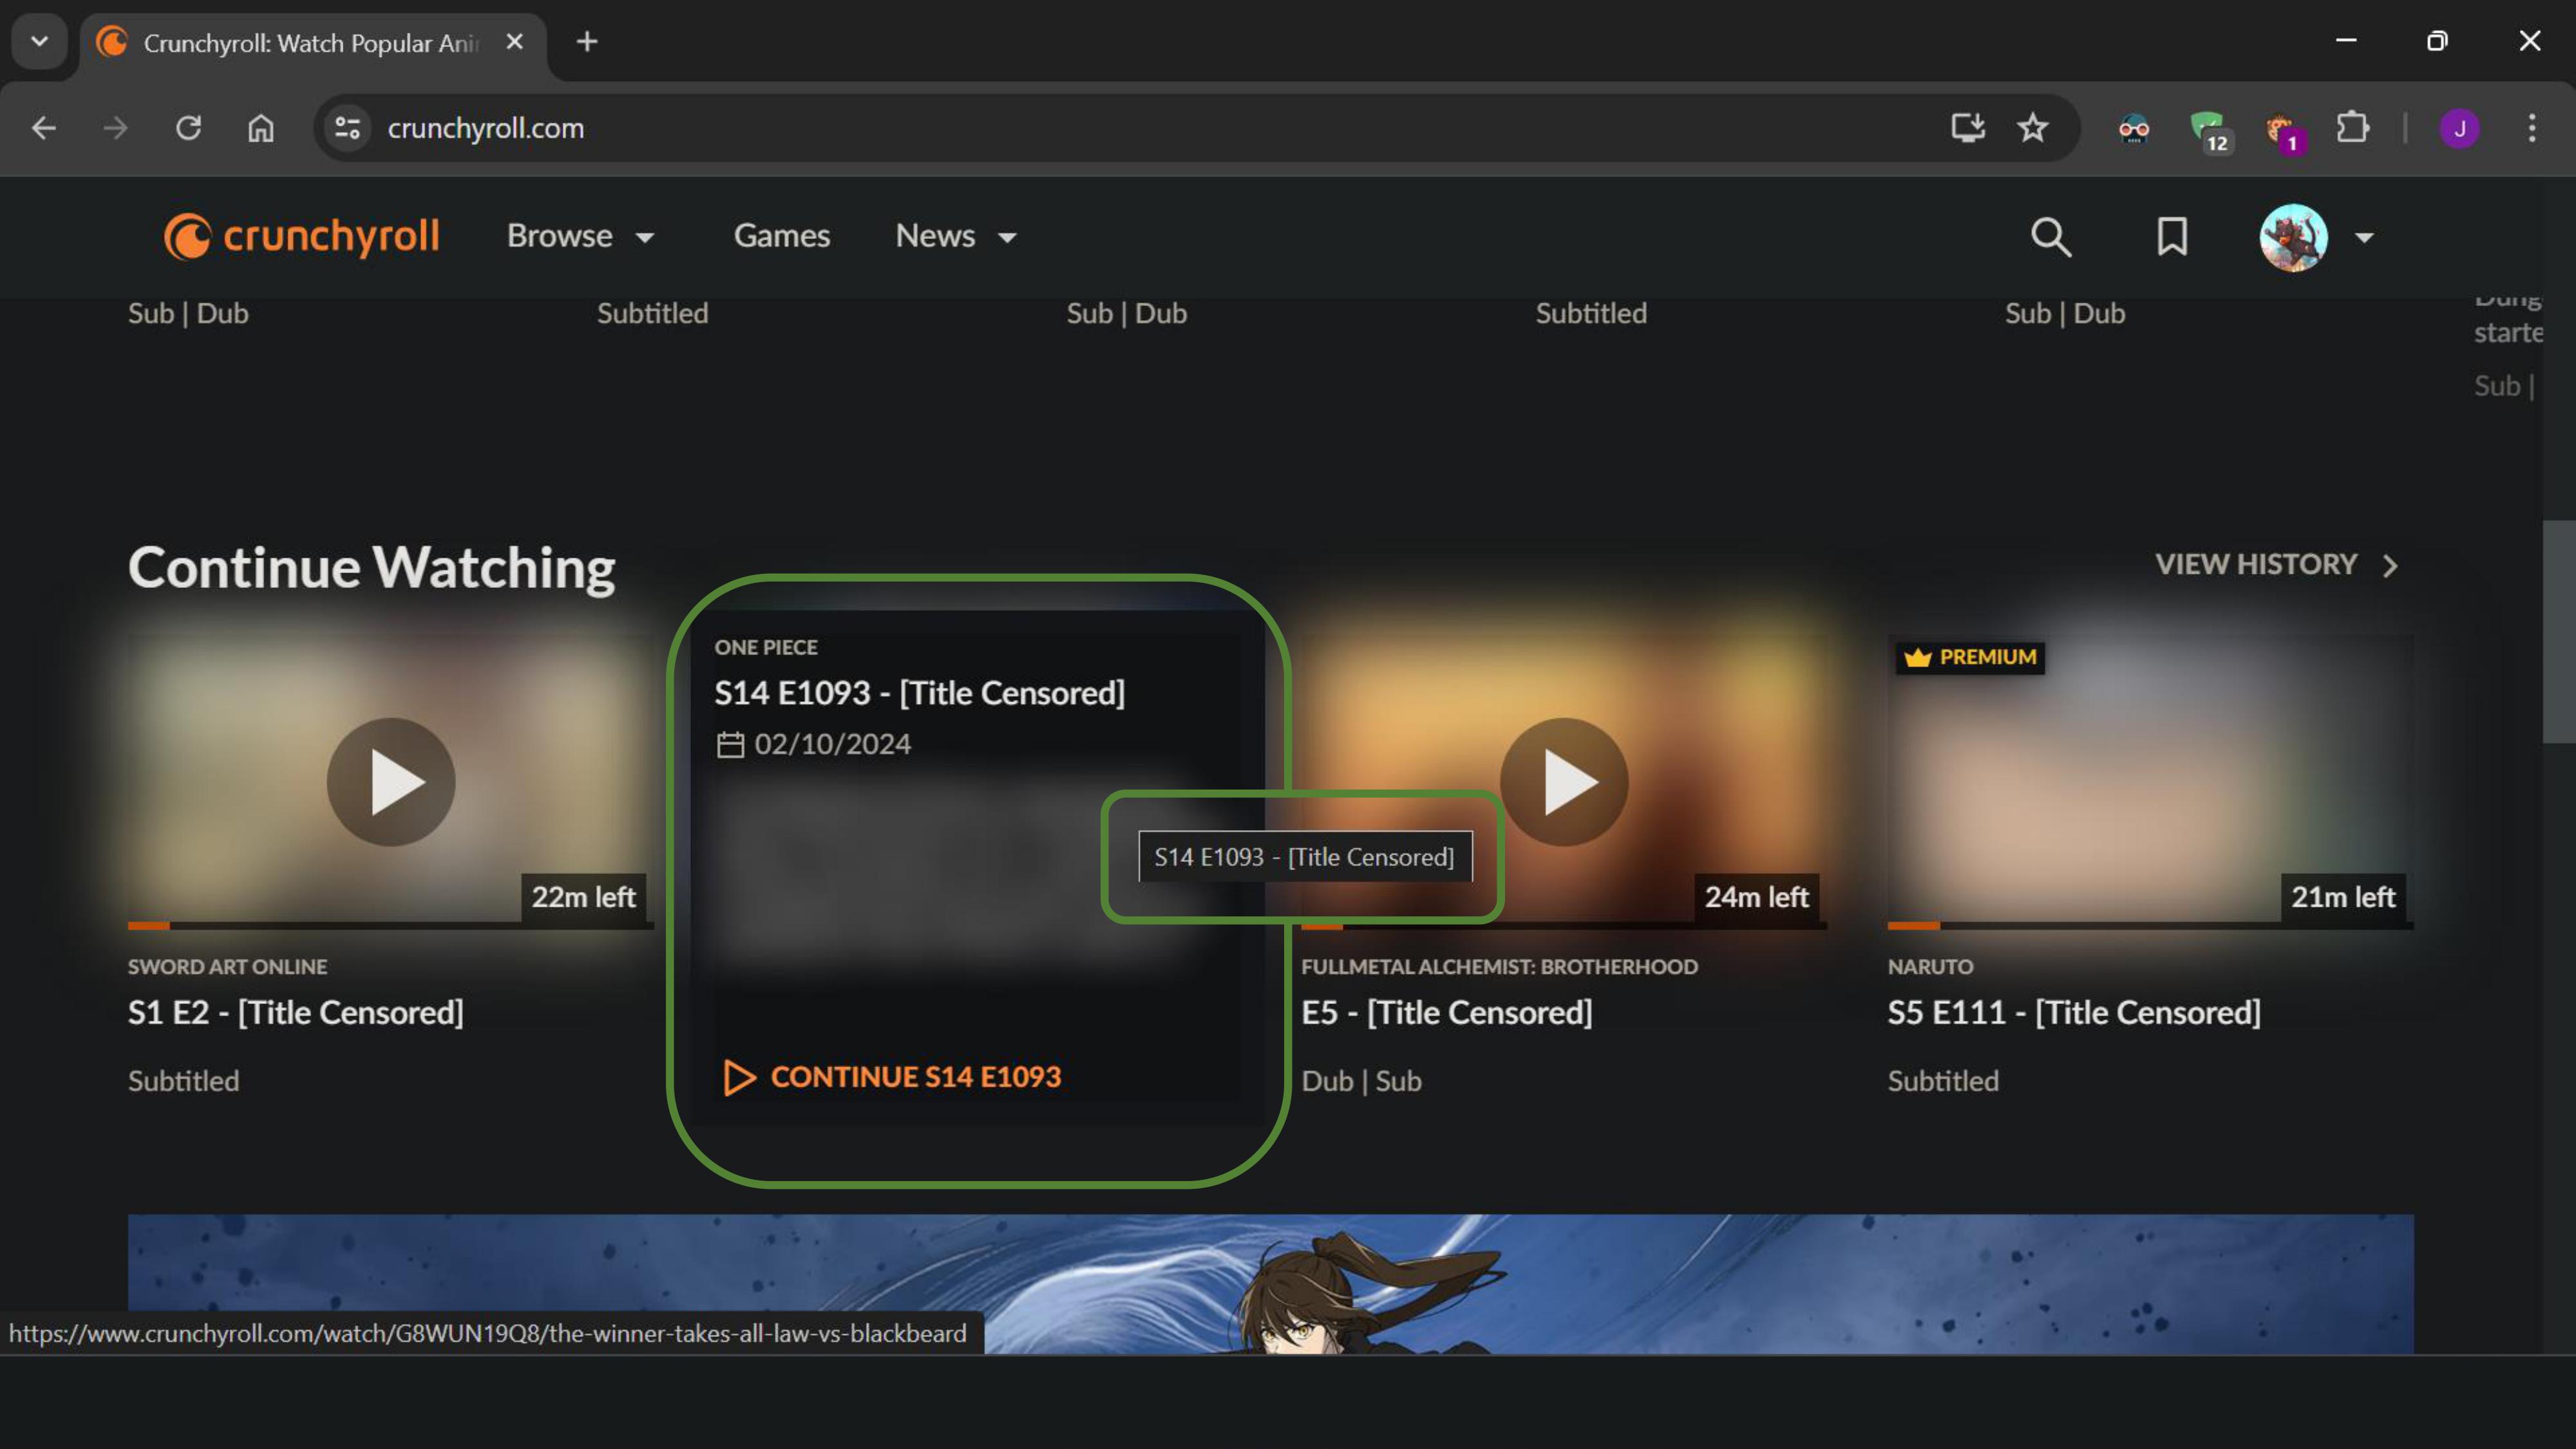 Crunchyroll: Watch Popular Ani
crunchyroll.com
12
1
J
crunchyroll
Browse
Games
News
Sub | Dub
Subtitled
Sub | Dub
Subtitled
Sub | Dub
starte
Sub |
Continue Watching
VIEW HISTORY
22m left
SWORD ART ONLINE
S1 E2 - [Title Censored]
Subtitled
ONE PIECE
S14 E1093 - [Title Censored]
02/10/2024
S14 E1093 - [Title Censored]
CONTINUE S14 E1093
24m left
FULLMETAL ALCHEMIST: BROTHERHOOD
E5 - [Title Censored]
Dub | Sub
PREMIUM
21m left
NARUTO
S5 E111 - [Title Censored]
Subtitled
https://www.crunchyroll.com/watch/G8WUN19Q8/the-winner-takes-all-law-vs-blackbeard